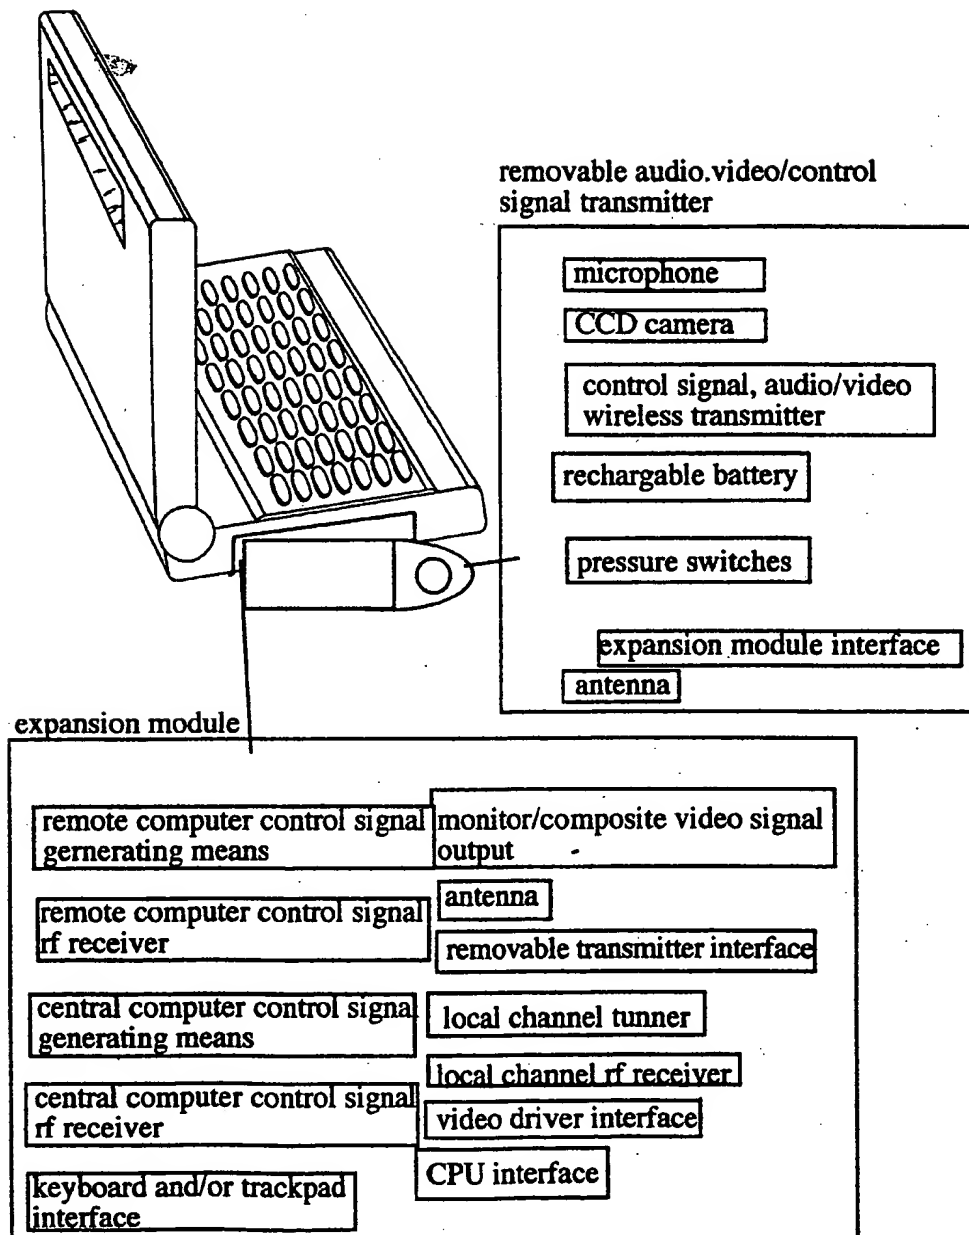 removable audio.video/control
signal transmitter
microphone
CCD camera
control signal, audio/video
wireless transmitter
rechargable battery
pressure switches
expansion module interface
antenna
expansion module
remote computer control signal
gernerating means
remote computer control signal
rf receiver
central computer control signal
generating means
central computer control signal
rf receiver
keyboard and/or trackpad
interface
monitor/composite video signal
output
antenna
removable transmitter interface
local channel tunner
local channel rf receiver
video driver interface
CPU interface